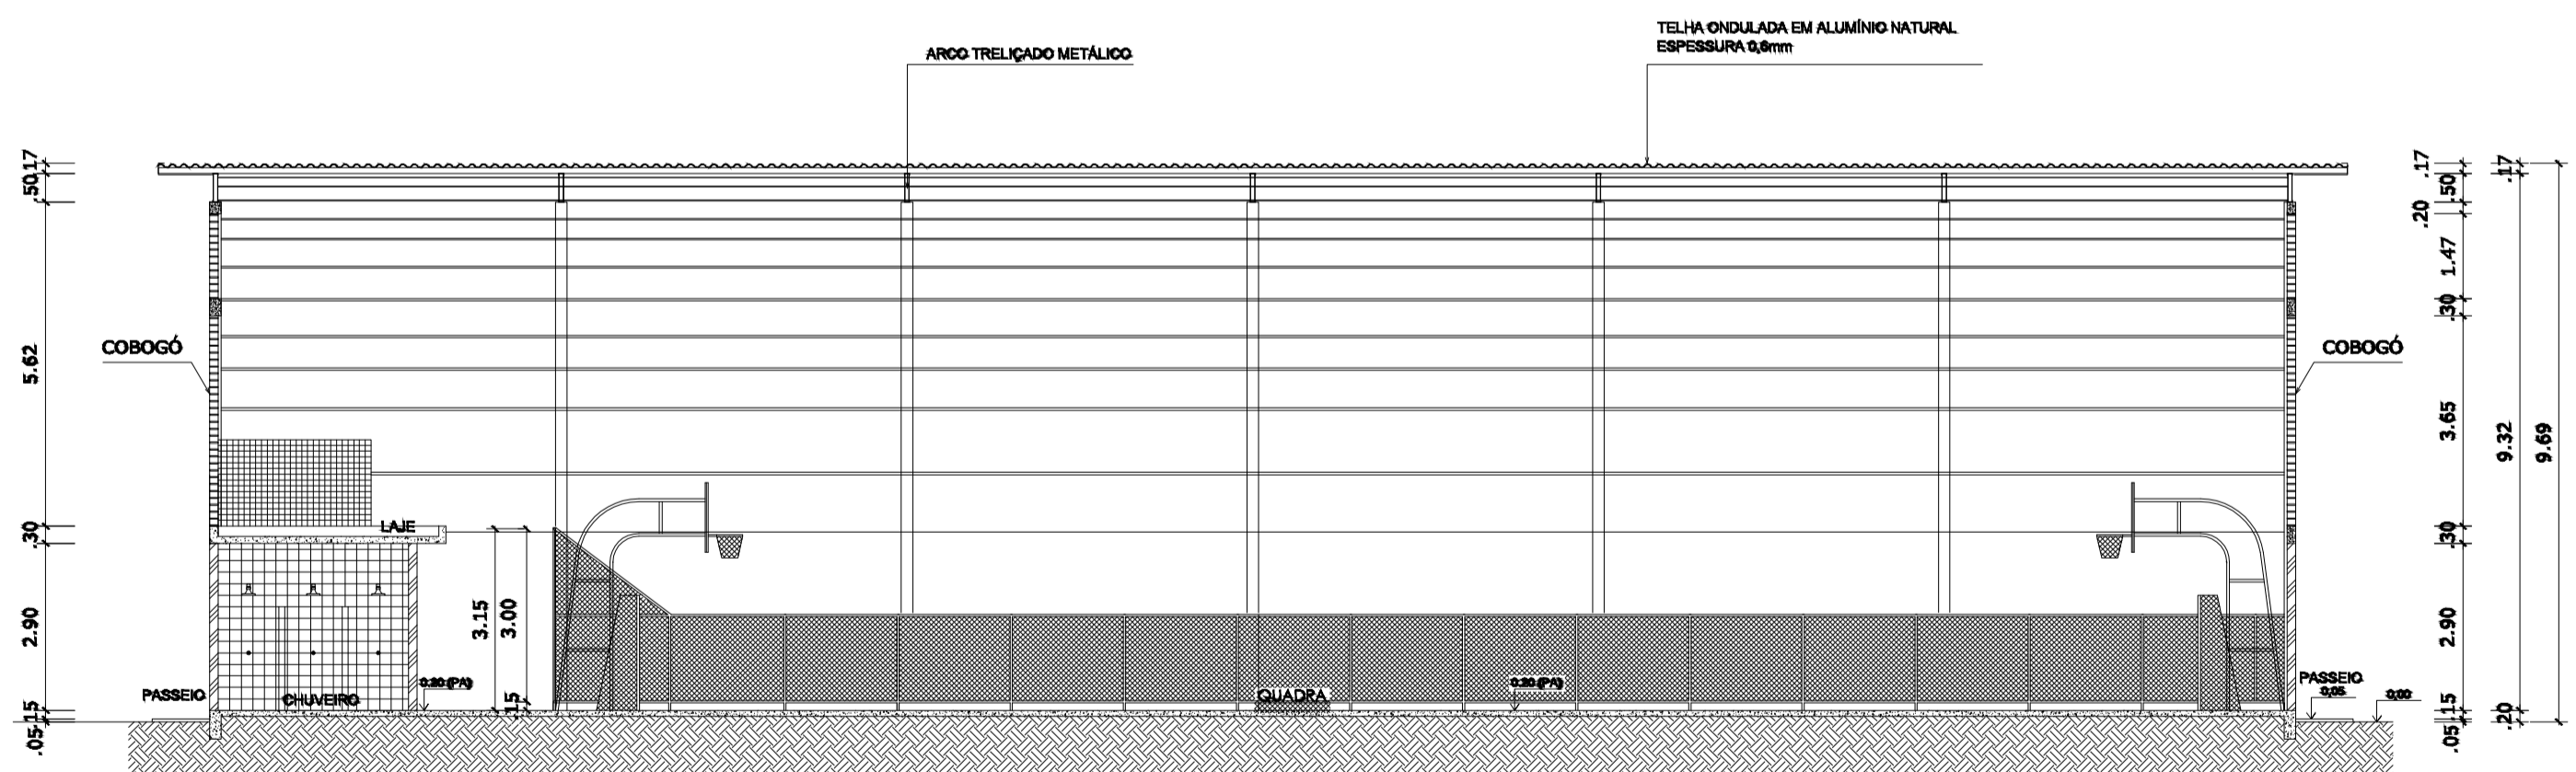 TELHA ONDULADA EM ALUMÍNIO NATURAL
ESPESSURA 0,6mm
ARCO TRELIÇADO METÁLICO
.17
.50
5.62
.30
2.90
.15
.05
COBOGÓ
LAJE
CHUVEIRO
PASSEIO
0.20 (PA)
3.15
3.00
.15
QUADRA
0.20 (PA)
COBOGÓ
PASSEIO
0,05
0,00
.17
.50
.20
1.47
.30
3.65
.30
2.90
.15
.05
.17
9.32
.20
9.69